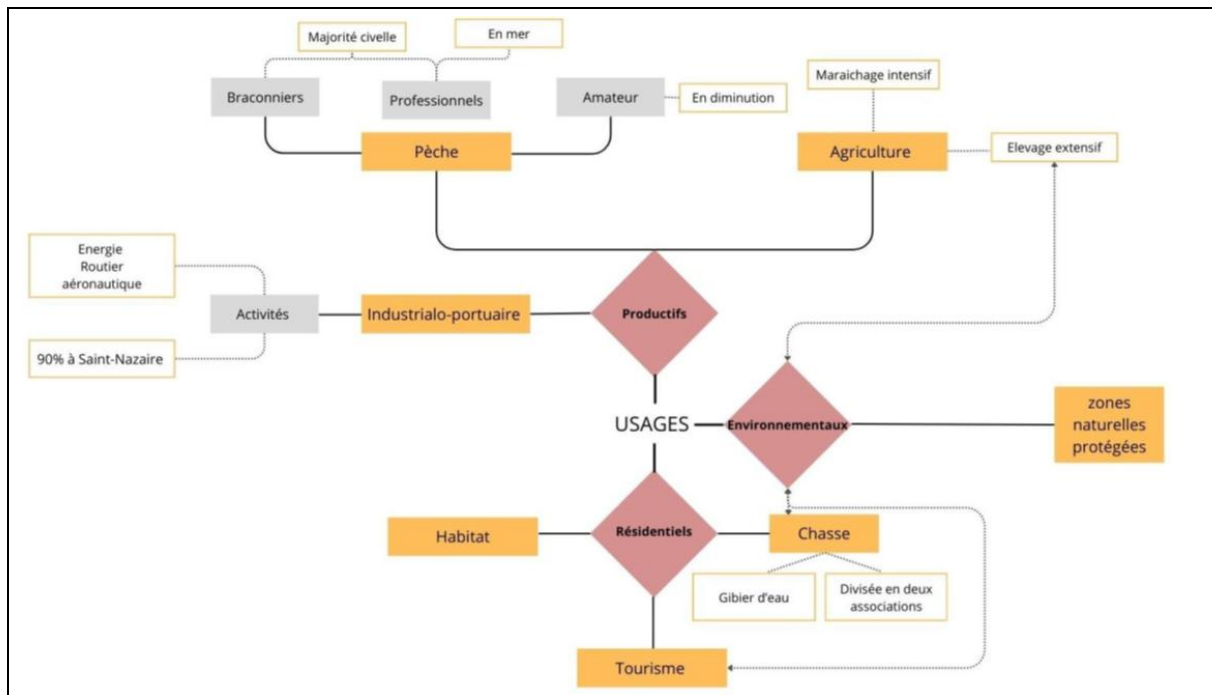 Majorité civelle
En mer
Braconniers
Professionnels
Amateur
En diminution
Maraichage intensif
Pèche
Agriculture
Elevage extensif
Energie
Routier
aéronautique
Activités
Industrialo-portuaire
Productifs
90% à Saint-Nazaire
USAGES
Environnementaux
zones
naturelles
protégées
Habitat
Résidentiels
Chasse
Gibier d'eau
Divisée en deux
associations
Tourisme